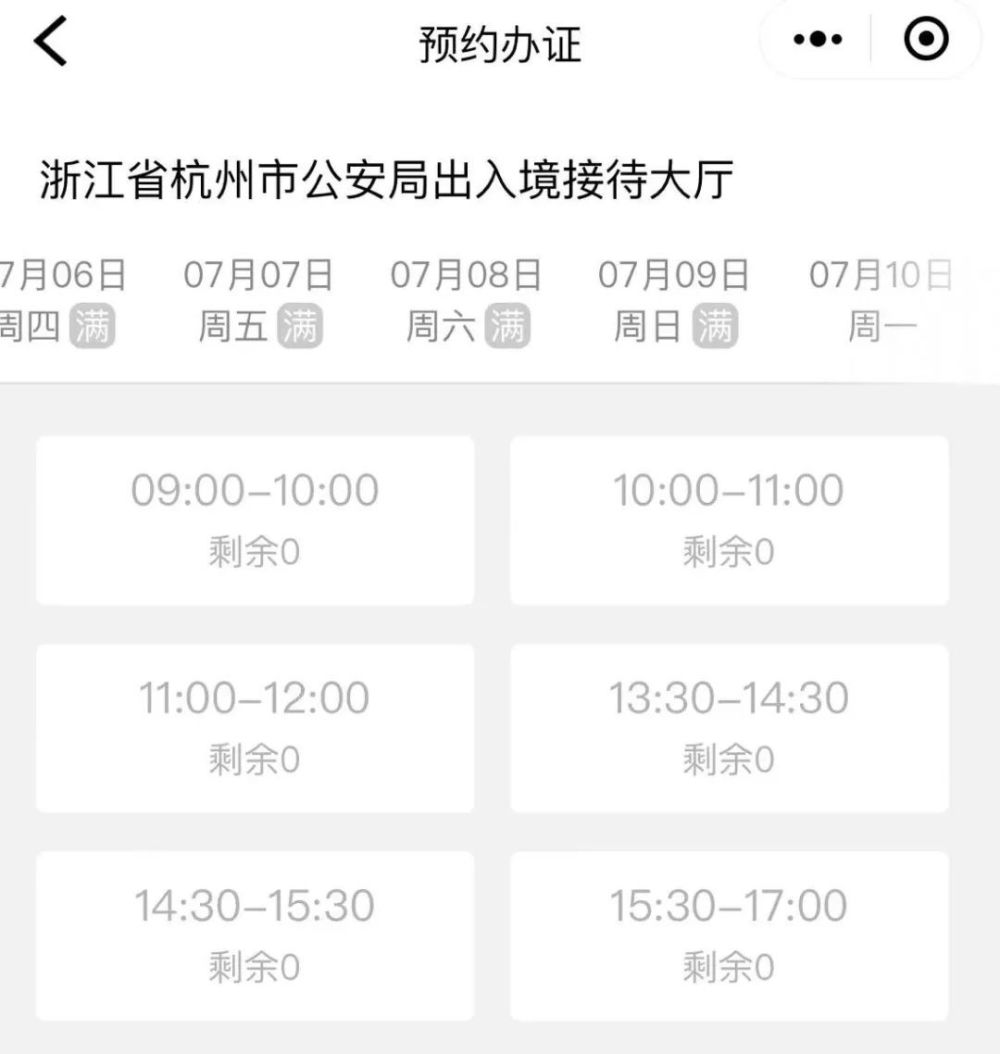 预约办证
浙江省杭州市公安局出入境接待大厅
7月06日 07月07日 07月08日 07月09日 07月10日
周四 满 周五 满 周六 满 周日 满 周一
09:00–10:00 10:00–11:00
剩余0 剩余0
11:00–12:00 13:30–14:30
剩余0 剩余0
14:30–15:30 15:30–17:00
剩余0 剩余0